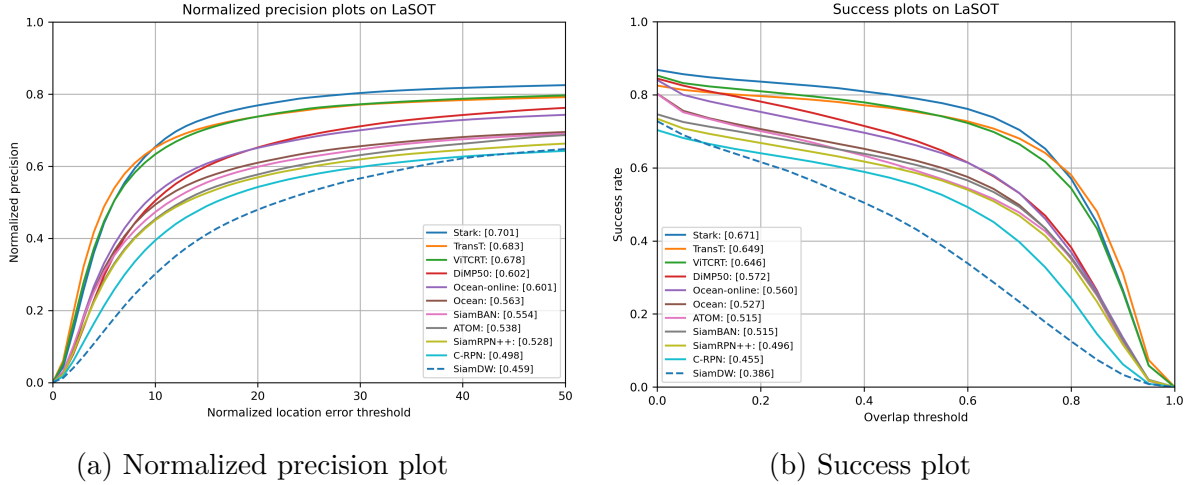 Normalized precision plots on LaSOT
1.0
0.8
0.6
0.4
0.2
0.0
Normalized precision
Stark: [0.701]
TransT: [0.683]
ViTCRT: [0.678]
DiMP50: [0.602]
Ocean-online: [0.601]
Ocean: [0.563]
SiamBAN: [0.554]
ATOM: [0.538]
SiamRPN++: [0.528]
C-RPN: [0.498]
SiamDW: [0.459]
0 10 20 30 40 50
Normalized location error threshold
(a) Normalized precision plot
Success plots on LaSOT
1.0
0.8
0.6
0.4
0.2
0.0
Success rate
Stark: [0.671]
TransT: [0.649]
ViTCRT: [0.646]
DiMP50: [0.572]
Ocean-online: [0.560]
Ocean: [0.527]
ATOM: [0.515]
SiamBAN: [0.515]
SiamRPN++: [0.496]
C-RPN: [0.455]
SiamDW: [0.386]
0.0 0.2 0.4 0.6 0.8 1.0
Overlap threshold
(b) Success plot